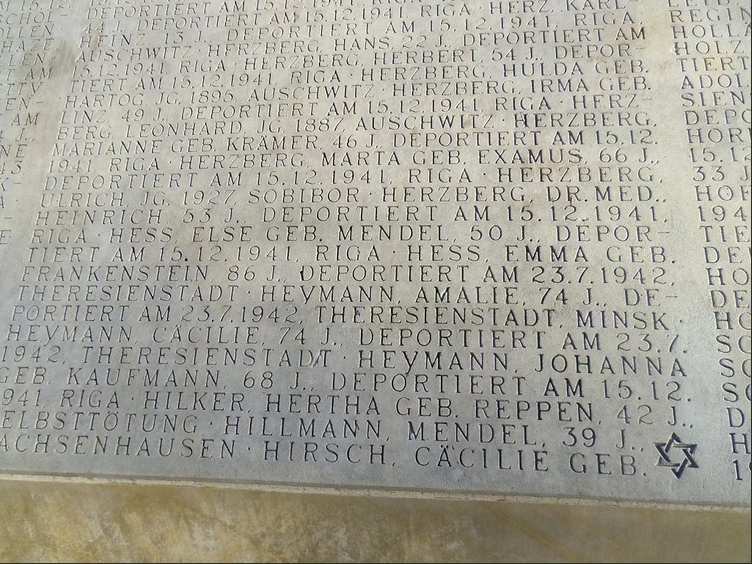 DEPORTIERT AM 15.12.1941, RIGA · HERZ, KARL
DEPORTIERT AM 15.12.1941, RIGA,
HEINZ, 13 J., DEPORTIERT AM
AUSCHWITZ · HERZBERG, HANS, 22 J., DEPORTIERT AM
AM 15.12.1941, RIGA · HERZBERG, HERBERT, 54 J., DEPOR-
TIERT AM 15.12.1941, RIGA · HERZBERG, HULDA GEB.
HARTOG, JG. 1895, AUSCHWITZ · HERZBERG, IRMA GEB.
LINZ, 49 J., DEPORTIERT AM 15.12.1941, RIGA · HERZ-
BERG, LEONHARD, JG. 1887, AUSCHWITZ · HERZBERG,
MARIANNE GEB. KRÄMER, 46 J., DEPORTIERT AM 15.12.
1941, RIGA · HERZBERG, MARTA GEB. EXAMUS, 66 J.,
DEPORTIERT AM 15.12.1941, RIGA · HERZBERG,
ULRICH, JG. 1927, SOBIBOR · HERZBERG, DR. MED.,
HEINRICH, 53 J., DEPORTIERT AM 15.12.1941,
RIGA · HESS, ELSE GEB. MENDEL, 50 J., DEPOR-
TIERT AM 15.12.1941, RIGA · HESS, EMMA GEB.
FRANKENSTEIN, 86 J., DEPORTIERT AM 23.7.1942,
THERESIENSTADT · HEYMANN, AMALIE, 74 J., DE-
PORTIERT AM 23.7.1942, THERESIENSTADT, MINSK ·
HEYMANN, CÄCILIE, 74 J., DEPORTIERT AM 23.7.
1942, THERESIENSTADT · HEYMANN, JOHANNA
GEB. KAUFMANN, 68 J., DEPORTIERT AM 15.12.
1941, RIGA · HILKER, HERTHA GEB. REPPEN, 42 J.,
ELBSTTÖTUNG · HILLMANN, MENDEL, 39 J.,
ACHSENHAUSEN · HIRSCH, CÄCILIE GEB.